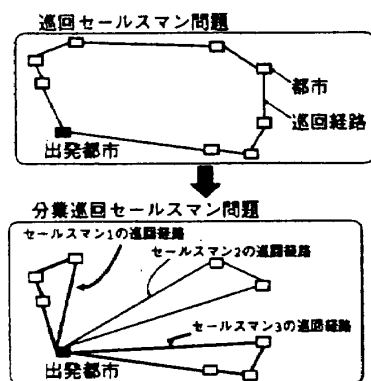 巡回セールスマン問題
都市
巡回経路
出発都市
分業巡回セールスマン問題
セールスマン1の巡回経路
セールスマン2の巡回経路
セールスマン3の巡回経路
出発都市